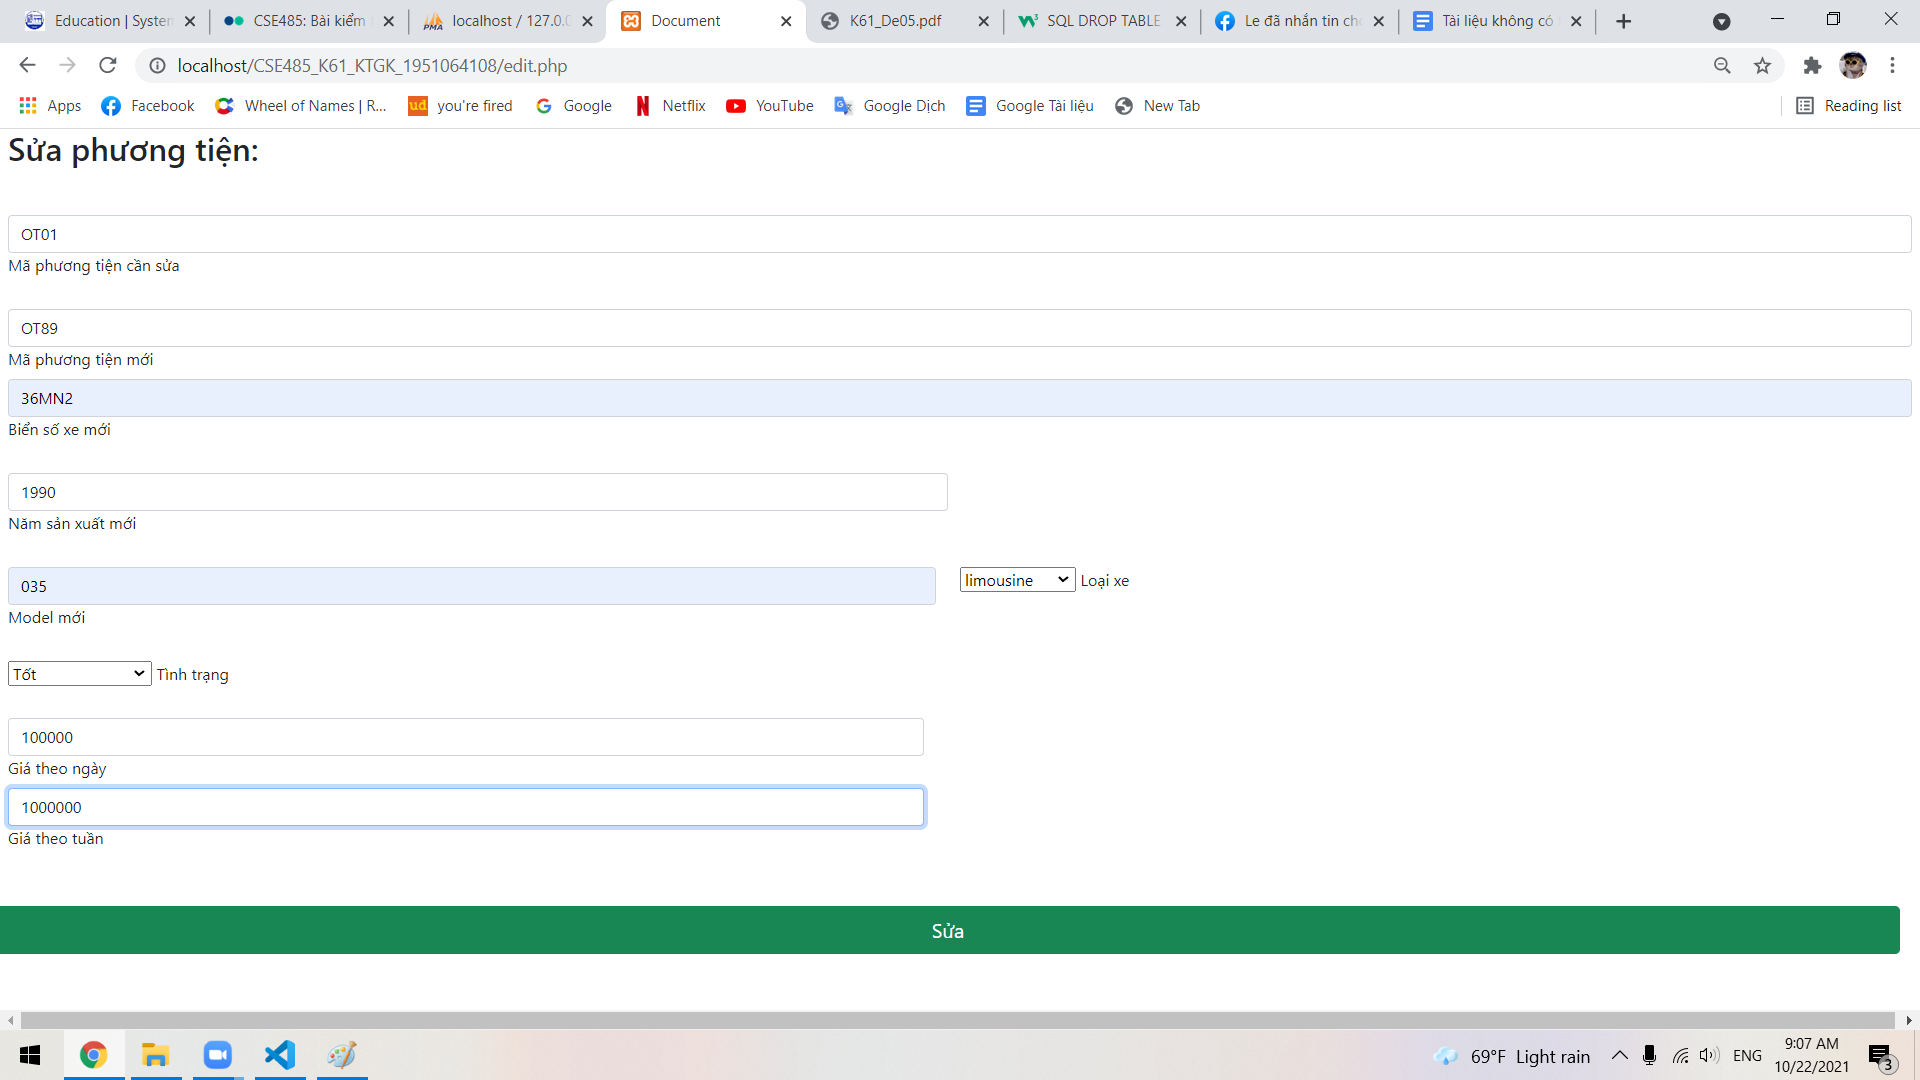 Education | System
CSE485: Bài kiểm
localhost / 127.0.0
Document
K61_De05.pdf
SQL DROP TABLE
Le đã nhắn tin cho
Tài liệu không có
localhost/CSE485_K61_KTGK_1951064108/edit.php
Apps
Facebook
Wheel of Names | R...
you're fired
Google
Netflix
YouTube
Google Dịch
Google Tài liệu
New Tab
Reading list
Sửa phương tiện:
OT01
Mã phương tiện cần sửa
OT89
Mã phương tiện mới
36MN2
Biển số xe mới
1990
Năm sản xuất mới
035
limousine Loại xe
Model mới
Tốt Tình trạng
100000
Giá theo ngày
1000000
Giá theo tuần
Sửa
69°F Light rain
ENG
9:07 AM
10/22/2021
3